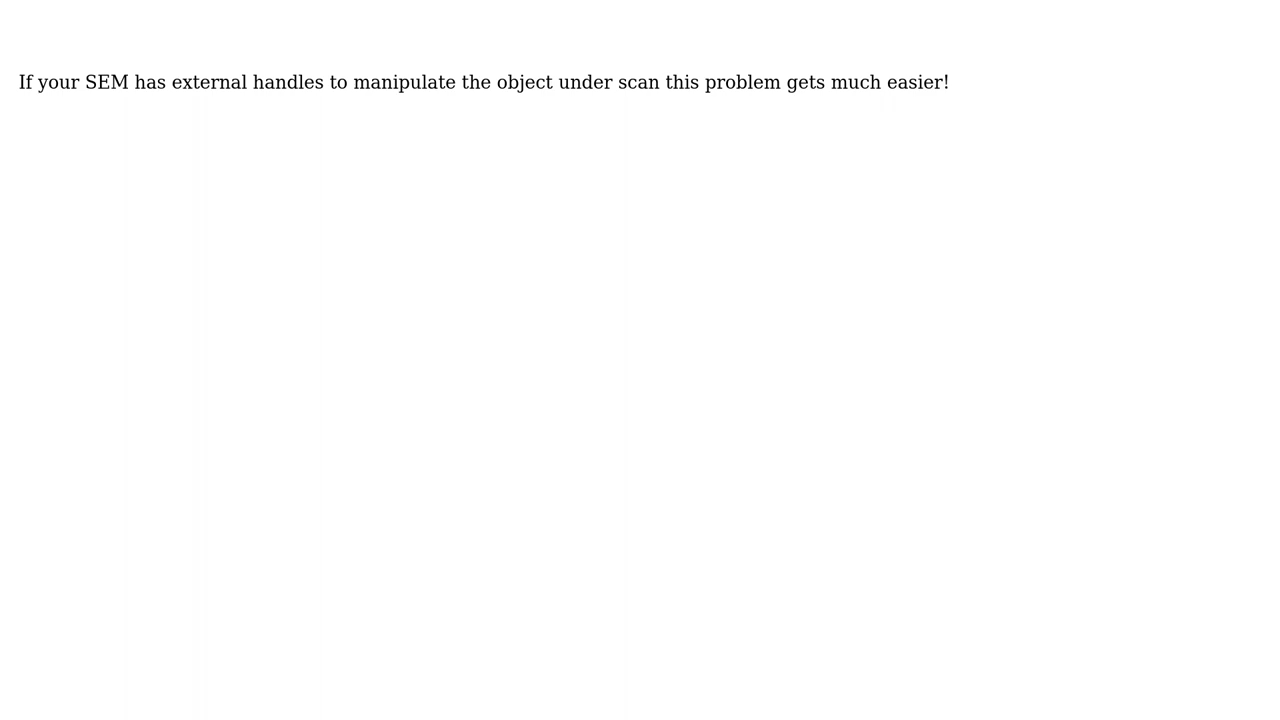 If your SEM has external handles to manipulate the object under scan this problem gets much easier!